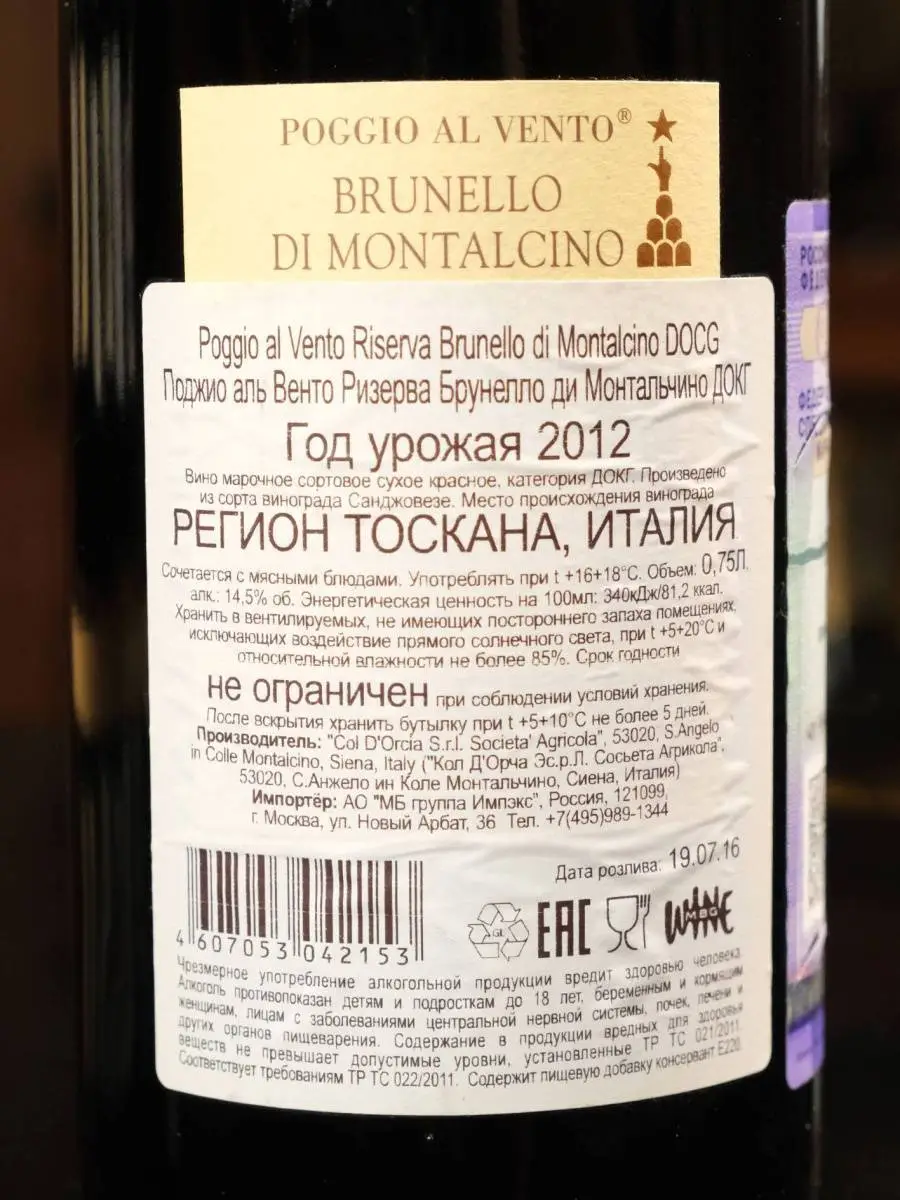 POGGIO AL VENTO®
BRUNELLO
DI MONTALCINO
Poggio al Vento Riserva Brunello di Montalcino DOCG
Поджио аль Венто Ризерва Брунелло ди Монтальчино ДОКГ
Год урожая 2012
Вино марочное сортовое сухое красное, категория ДОКГ. Произведено
из сорта винограда Санджовезе. Место происхождения винограда
РЕГИОН ТОСКАНА, ИТАЛИЯ
Сочетается с мясными блюдами. Употреблять при t +16+18°C. Объем: 0,75Л,
алк.: 14,5% об. Энергетическая ценность на 100мл: 340кДж/81,2 ккал.
Хранить в вентилируемых, не имеющих постороннего запаха помещениях,
исключающих воздействие прямого солнечного света, при t +5+20°C и
относительной влажности не более 85%. Срок годности
не ограничен при соблюдении условий хранения.
После вскрытия хранить бутылку при t +5+10°C не более 5 дней.
Производитель: "Col D'Orcia S.r.l. Societa' Agricola", 53020, S.Angelo
in Colle Montalcino, Siena, Italy ("Кол Д'Орча Эс.р.Л. Сосьета Агрикола",
53020, С.Анжело ин Коле Монтальчино, Сиена, Италия)
Импортёр: АО "МБ группа Импэкс", Россия, 121099,
г. Москва, ул. Новый Арбат, 36 Тел. +7(495)989-1344
Дата розлива: 19.07.16
4 607053 042153
GL EAC WINE
Чрезмерное употребление алкогольной продукции вредит здоровью человека
Алкоголь противопоказан детям и подросткам до 18 лет, беременным и кормящим
женщинам, лицам с заболеваниями центральной нервной системы, почек, печени и
других органов пищеварения. Содержание в продукции вредных для здоровья
веществ не превышает допустимые уровни, установленные ТР ТС 021/2011.
Соответствует требованиям ТР ТС 022/2011. Содержит пищевую добавку консервант Е220.